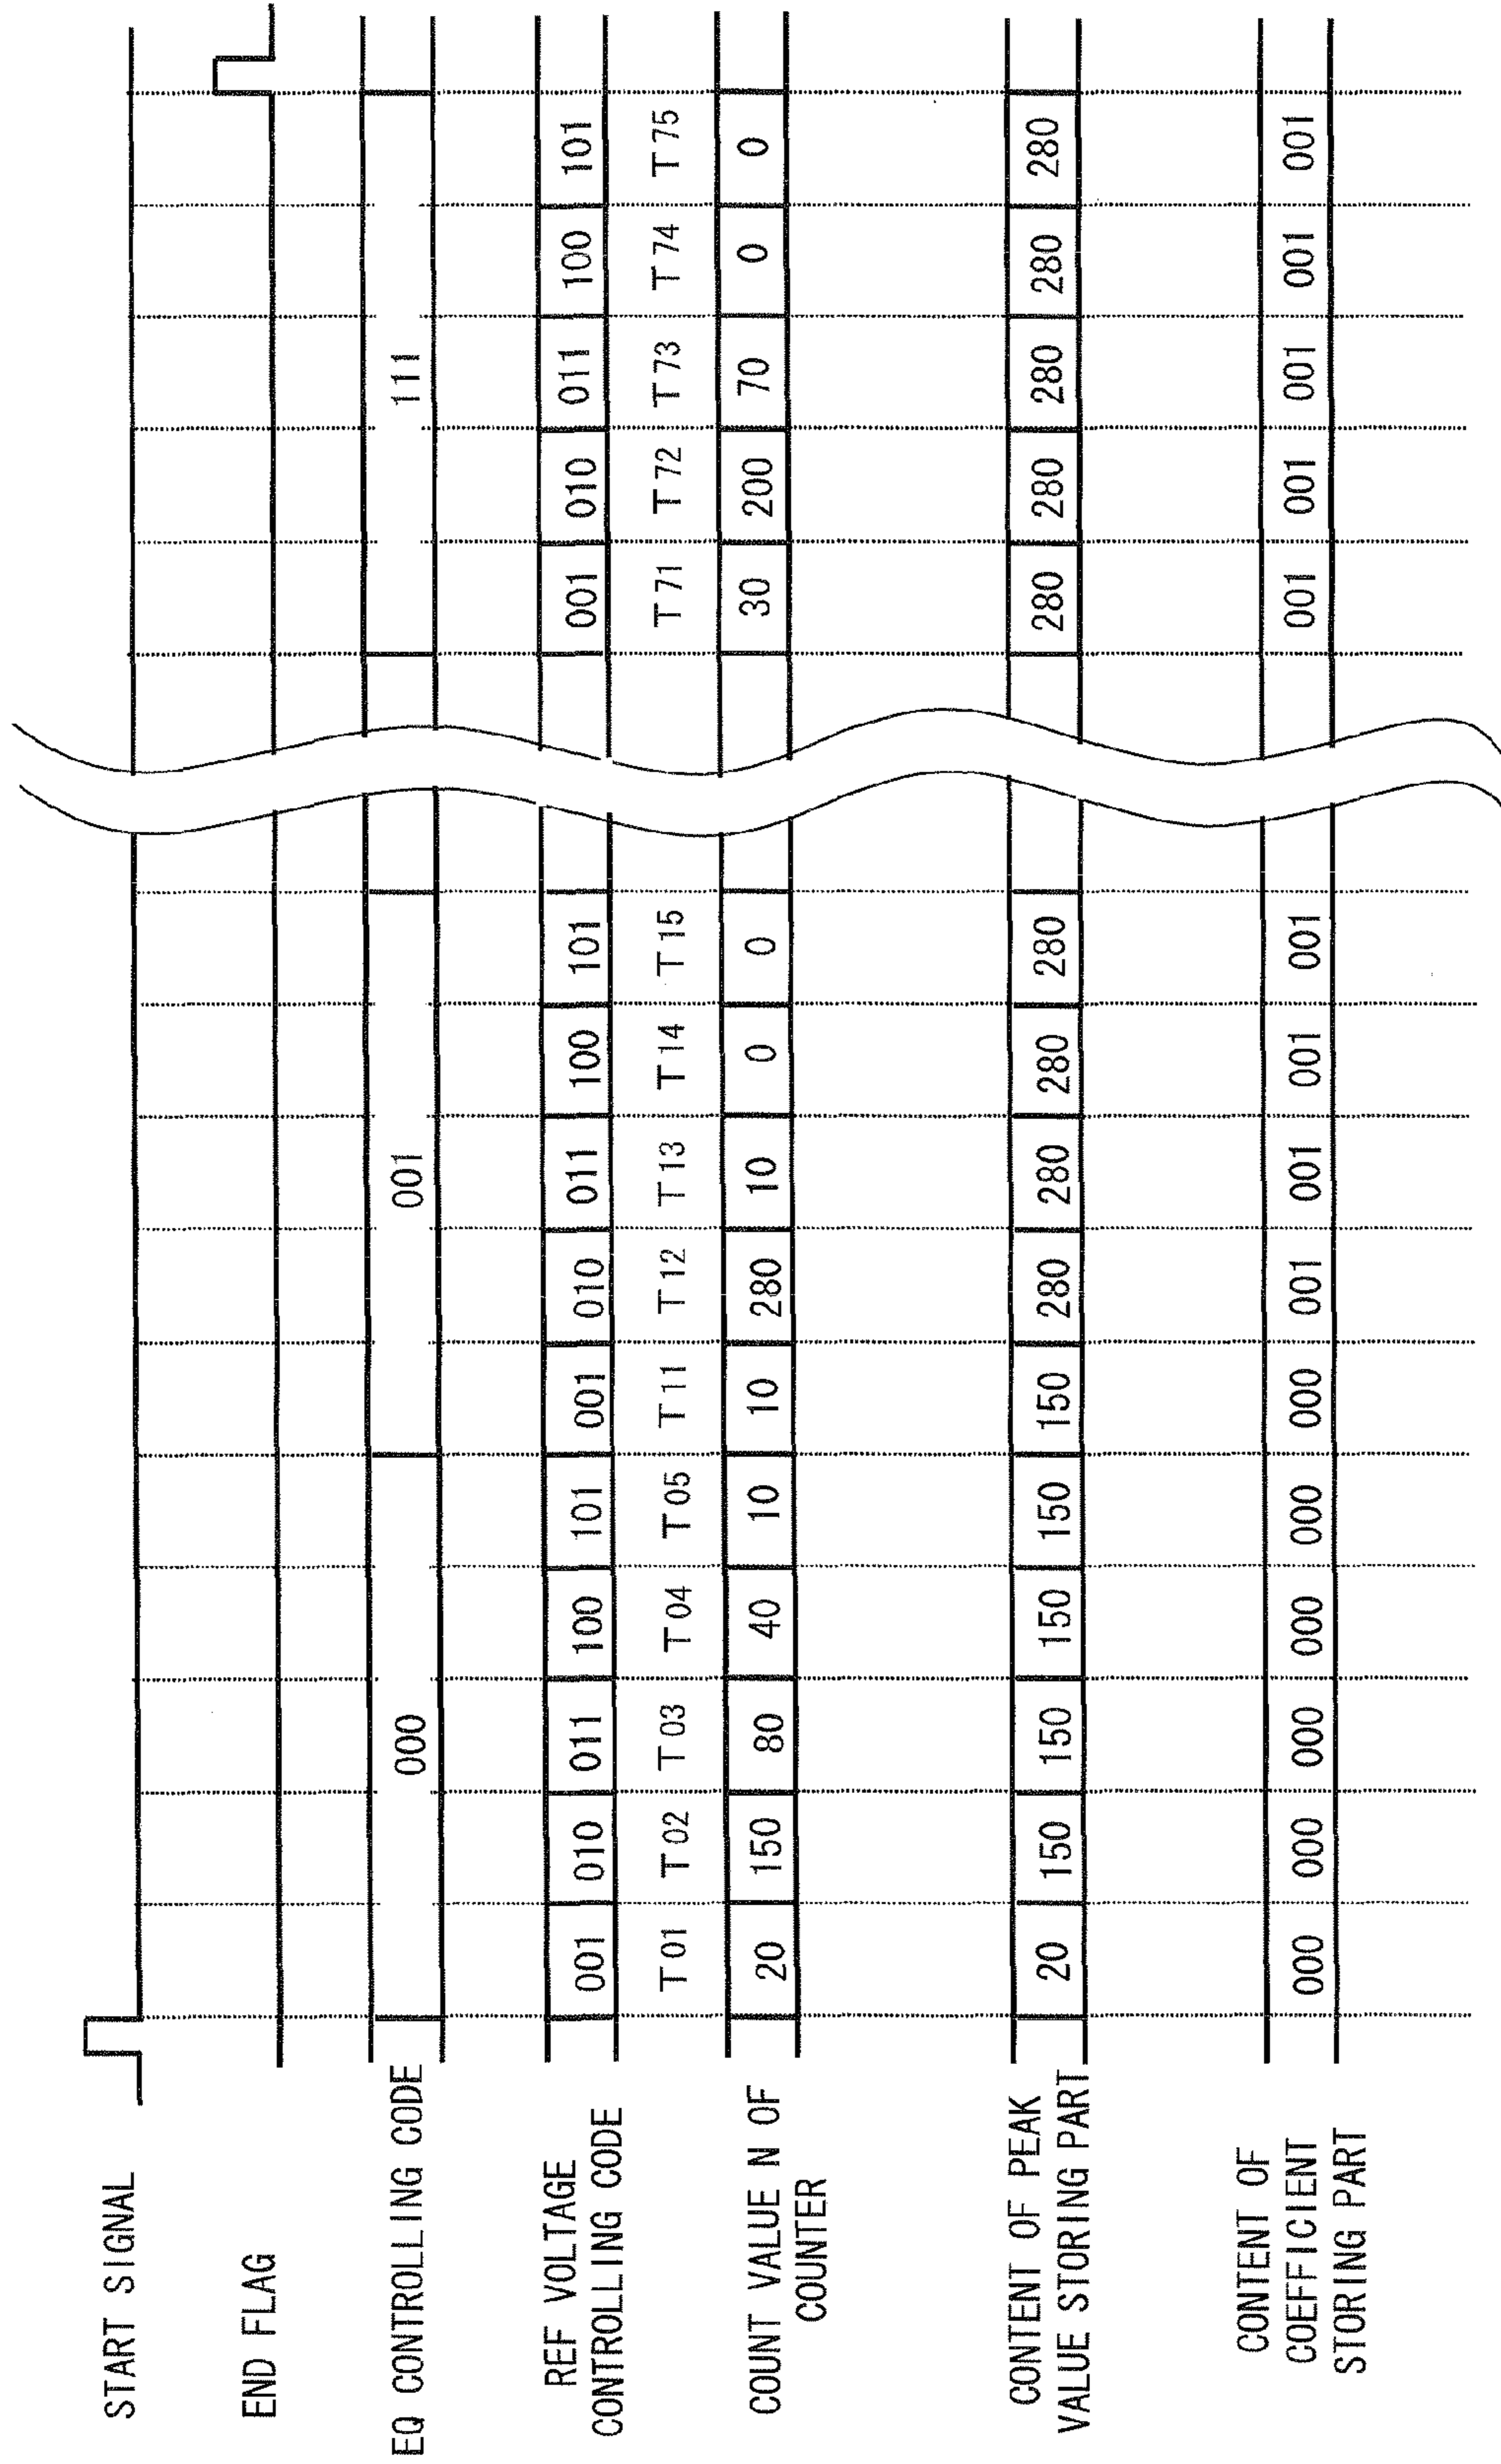 START SIGNAL
END FLAG
EQ CONTROLLING CODE
000
001
111
REF VOLTAGE
CONTROLLING CODE
001 010 011 100 101 001 010 011 100 101 001 010 011 100 101
T01 T02 T03 T04 T05 T11 T12 T13 T14 T15 T71 T72 T73 T74 T75
COUNT VALUE N OF
COUNTER
20 150 80 40 10 10 280 10 0 0 30 200 70 0 0
CONTENT OF PEAK
VALUE STORING PART
20 150 150 150 150 150 280 280 280 280 280 280 280 280 280
CONTENT OF
COEFFICIENT
STORING PART
000 000 000 000 000 000 001 001 001 001 001 001 001 001 001